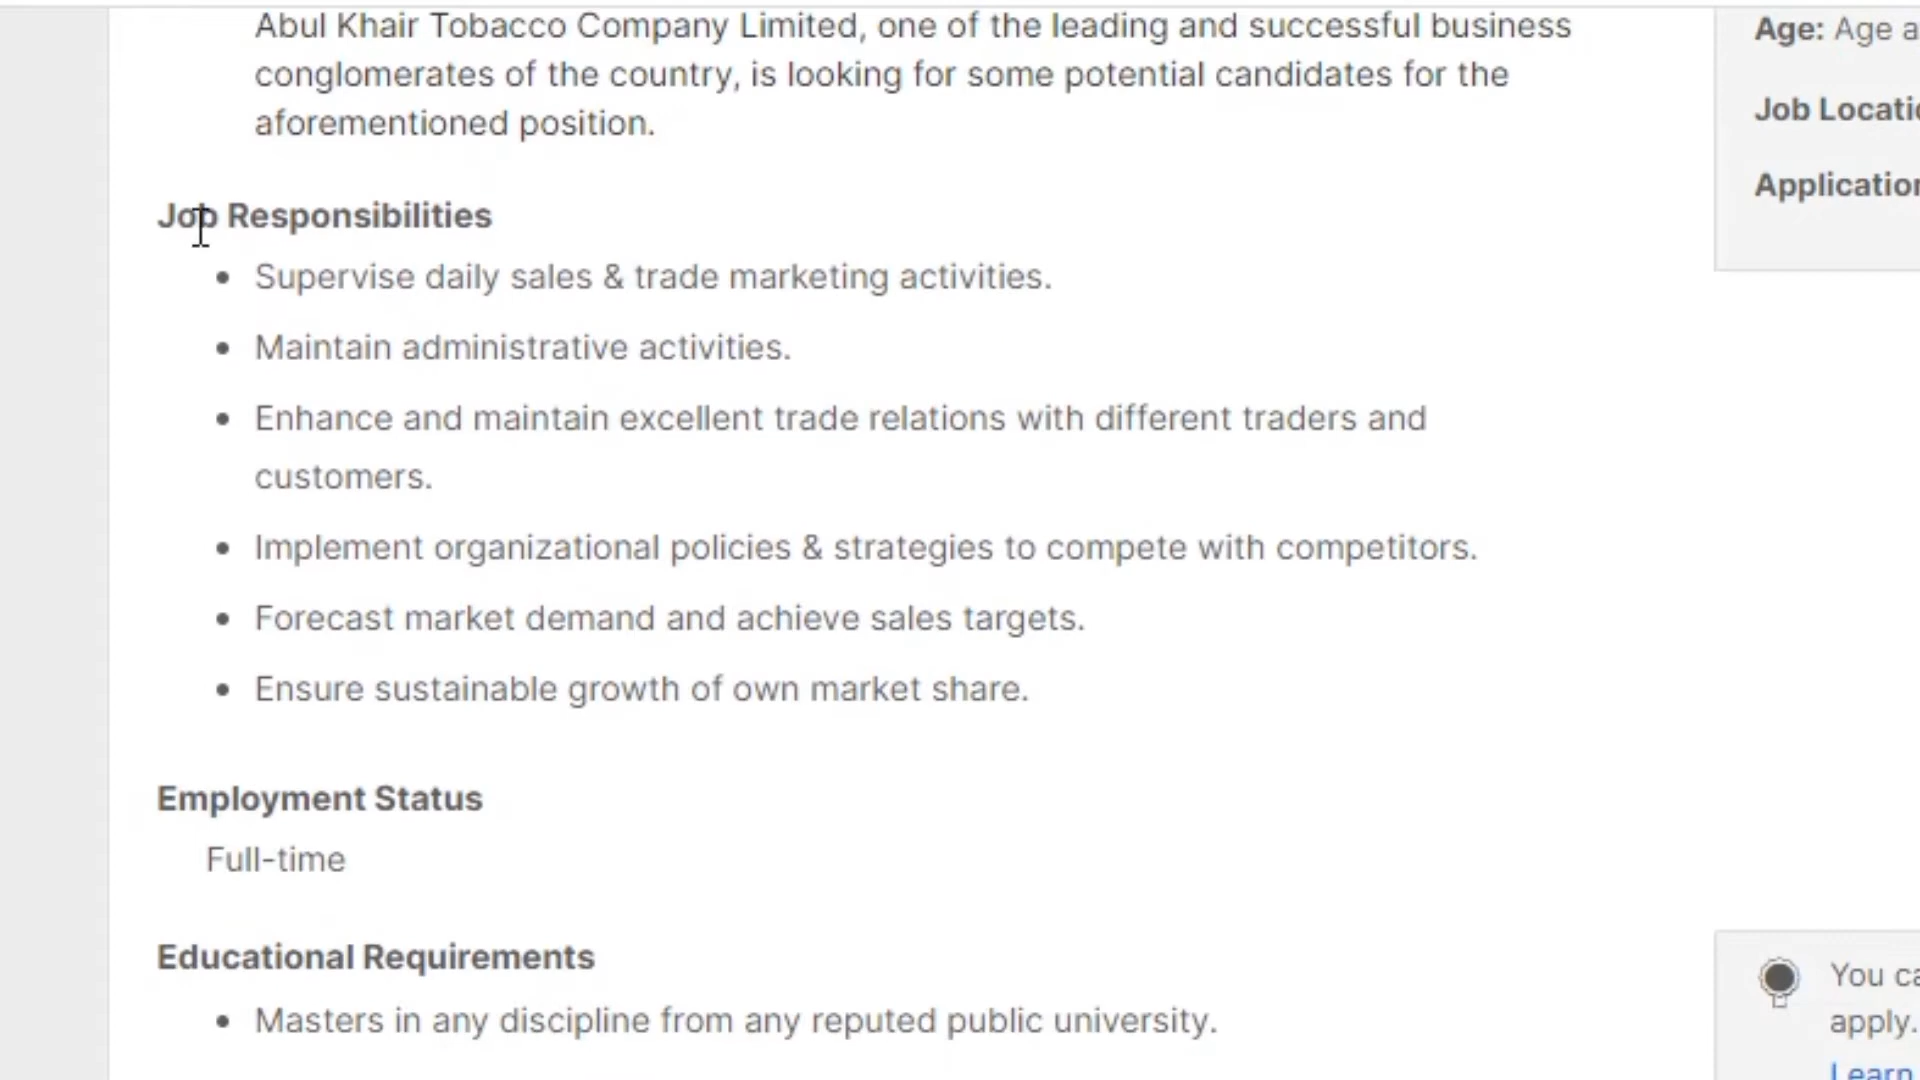 Abul Khair Tobacco Company Limited, one of the leading and successful business
conglomerates of the country, is looking for some potential candidates for the
aforementioned position.
Job Responsibilities
• Supervise daily sales & trade marketing activities.
• Maintain administrative activities.
• Enhance and maintain excellent trade relations with different traders and
customers.
• Implement organizational policies & strategies to compete with competitors.
• Forecast market demand and achieve sales targets.
• Ensure sustainable growth of own market share.
Employment Status
Full-time
Educational Requirements
• Masters in any discipline from any reputed public university.
Age: Age a
Job Locatio
Application
You ca
apply.
Learn